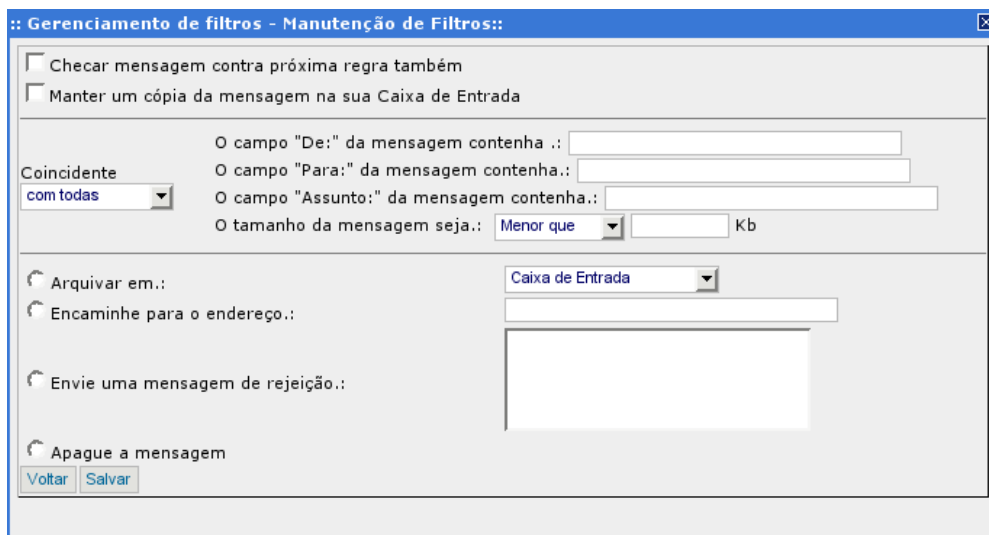 :: Gerenciamento de filtros - Manutenção de Filtros::
Checar mensagem contra próxima regra também
Manter um cópia da mensagem na sua Caixa de Entrada
O campo "De:" da mensagem contenha .:
Coincidente
O campo "Para:" da mensagem contenha.:
com todas
O campo "Assunto:" da mensagem contenha.:
O tamanho da mensagem seja.: Menor que Kb
Arquivar em.: Caixa de Entrada
Encaminhe para o endereço.:
Envie uma mensagem de rejeição.:
Apague a mensagem
Voltar Salvar